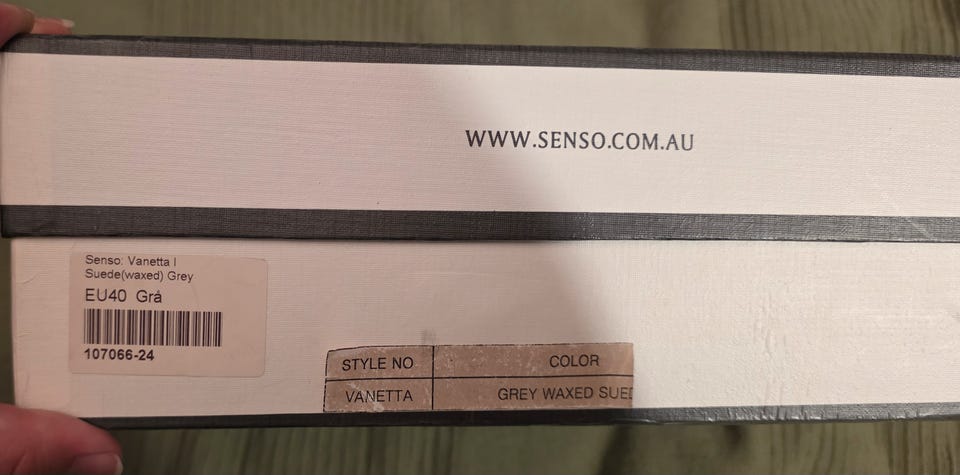 WWW.SENSO.COM.AU
Senso: Vanetta I
Suede(waxed) Grey
EU40 Grå
107066-24
STYLE NO COLOR
VANETTA GREY WAXED SUED